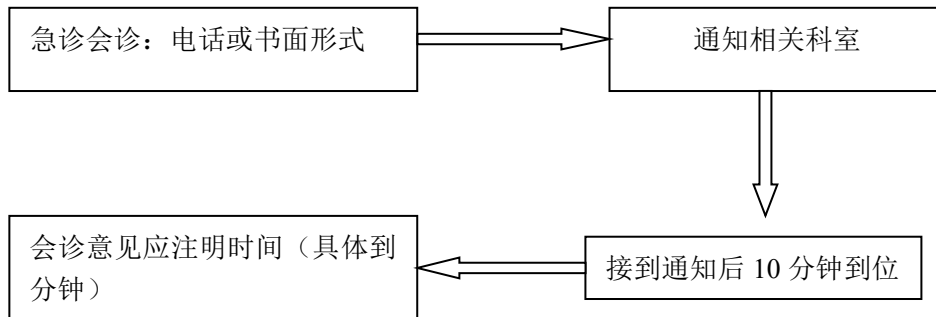 急诊会诊：电话或书面形式
通知相关科室
接到通知后 10 分钟到位
会诊意见应注明时间（具体到
分钟）